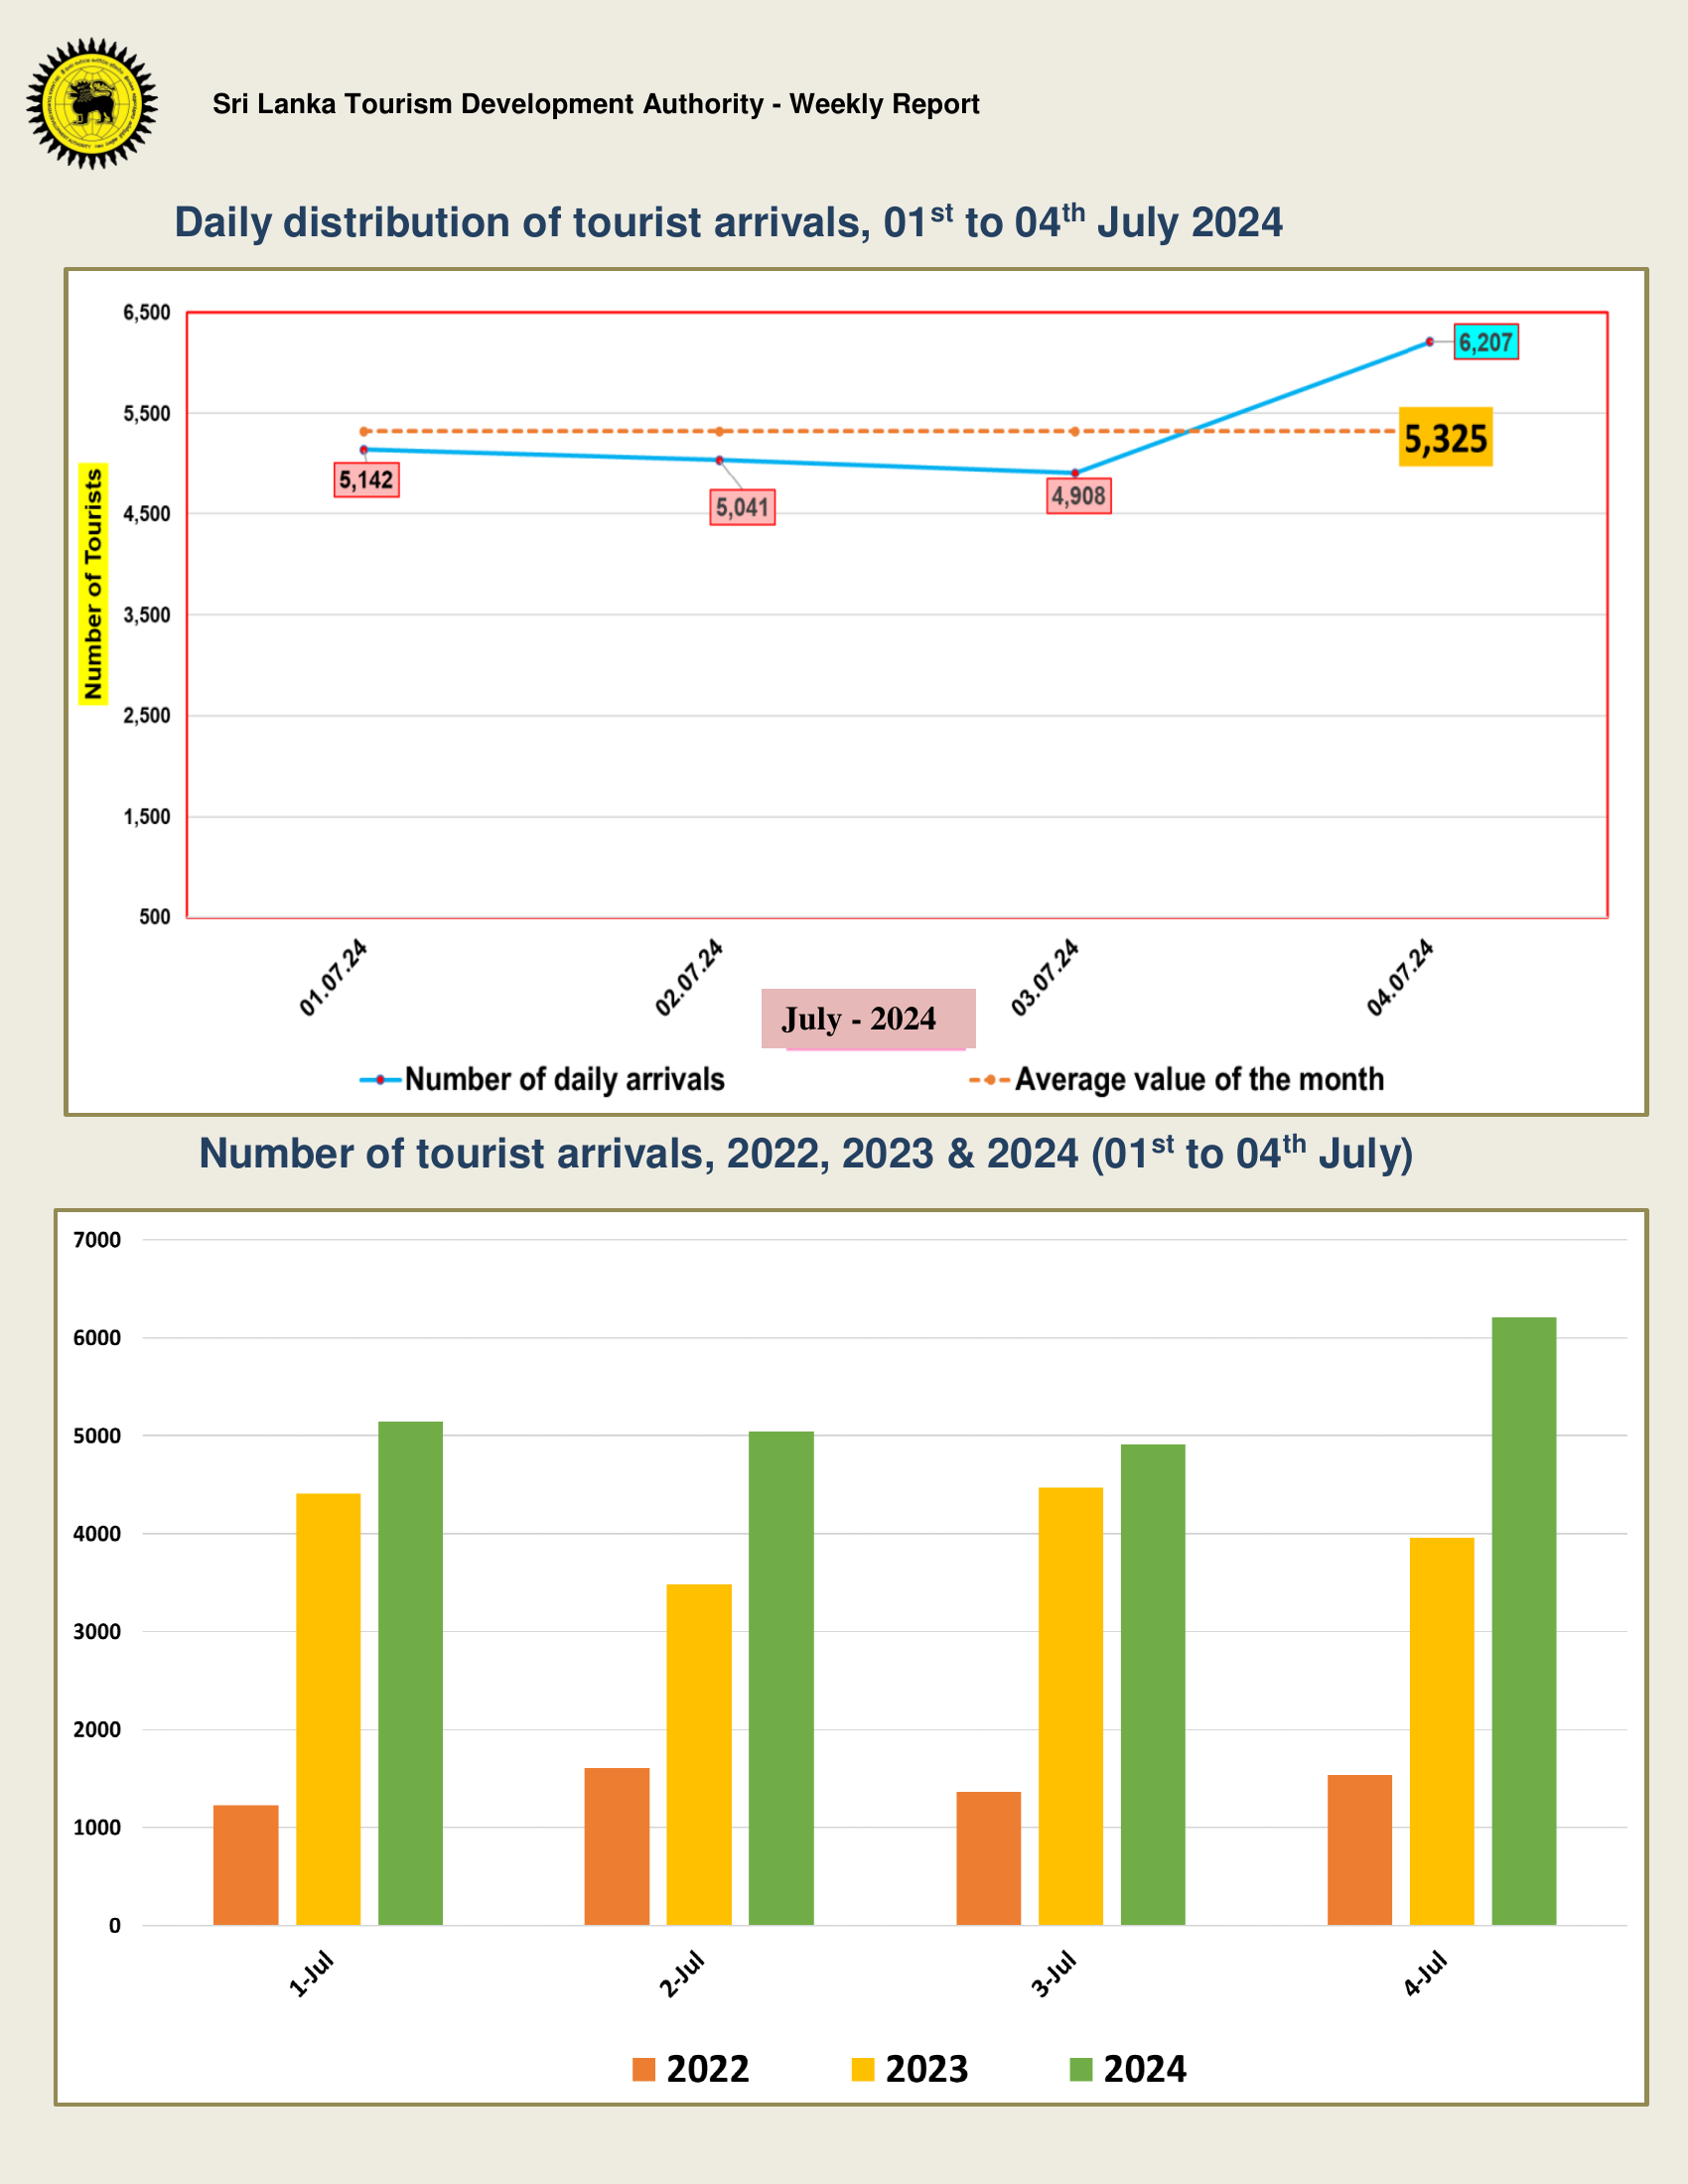 Sri Lanka Tourism Development Authority - Weekly Report
Daily distribution of tourist arrivals, 01st to 04th July 2024
6,500
5,500
4,500
3,500
2,500
1,500
500
Number of Tourists
5,142
5,041
4,908
6,207
5,325
01.07.24
02.07.24
03.07.24
04.07.24
July - 2024
Number of daily arrivals
Average value of the month
Number of tourist arrivals, 2022, 2023 & 2024 (01st to 04th July)
7000
6000
5000
4000
3000
2000
1000
0
1-Jul
2-Jul
3-Jul
4-Jul
2022
2023
2024